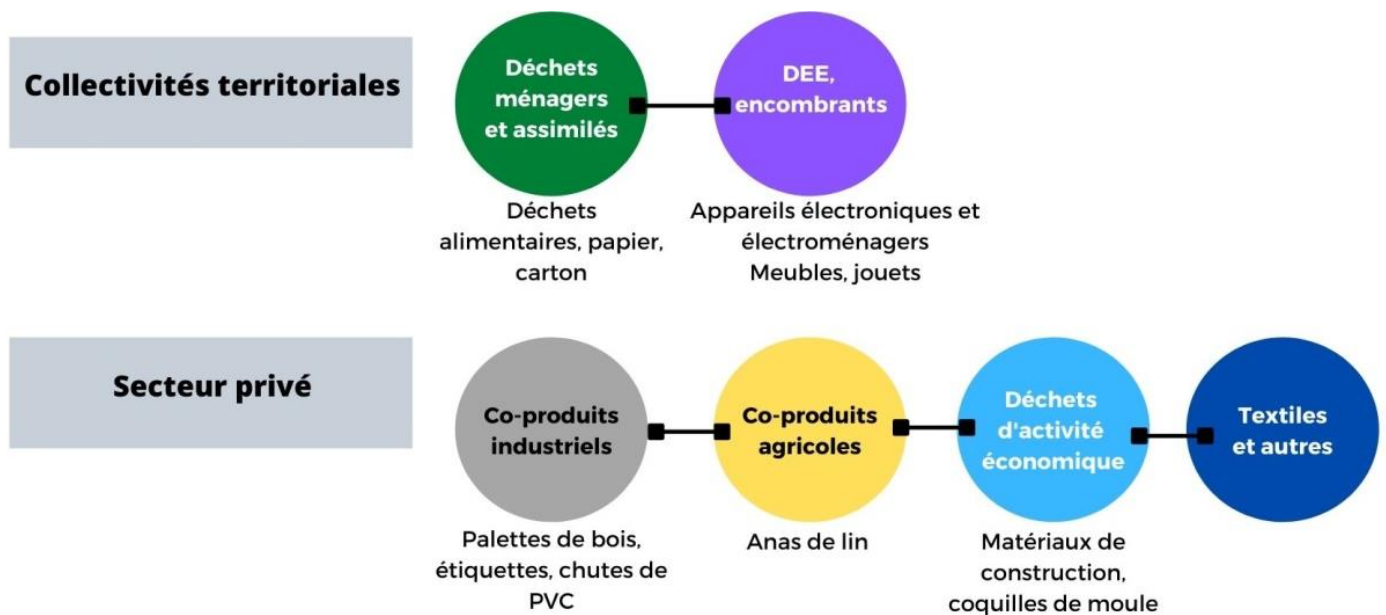 Collectivités territoriales
Déchets
ménagers
et assimilés
DEE,
encombrants
Déchets
alimentaires, papier,
carton
Appareils électroniques et
électroménagers
Meubles, jouets
Secteur privé
Co-produits
industriels
Co-produits
agricoles
Déchets
d'activité
économique
Textiles
et autres
Palettes de bois,
étiquettes, chutes de
PVC
Anas de lin
Matériaux de
construction,
coquilles de moule